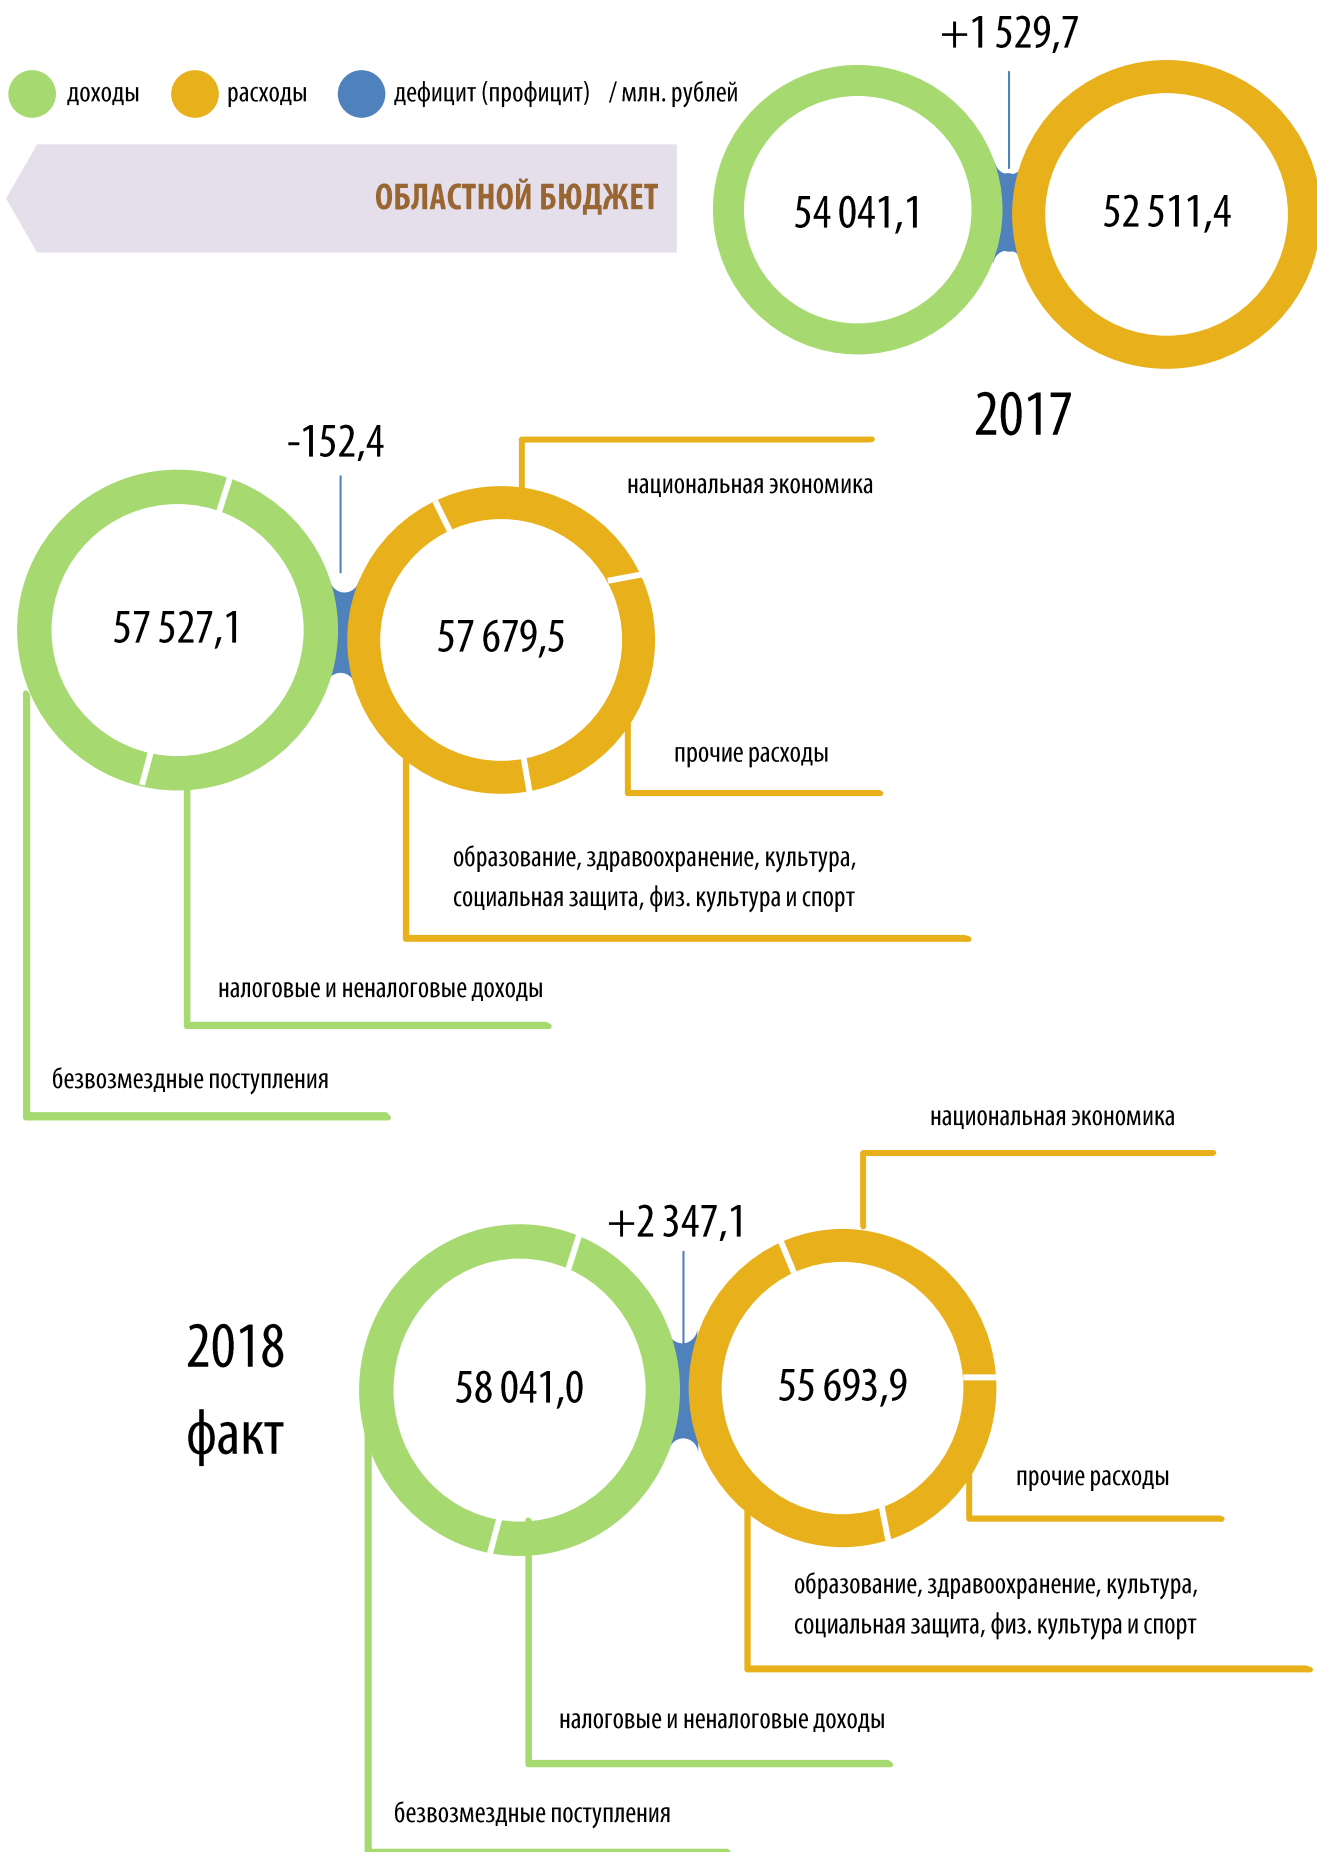 +1 529,7
доходы
расходы
дефицит (профицит) / млн. рублей
ОБЛАСТНОЙ БЮДЖЕТ
54 041,1
52 511,4
2017
-152,4
национальная экономика
57 527,1
57 679,5
прочие расходы
образование, здравоохранение, культура,
социальная защита, физ. культура и спорт
налоговые и неналоговые доходы
безвозмездные поступления
национальная экономика
+2 347,1
2018
факт
58 041,0
55 693,9
прочие расходы
образование, здравоохранение, культура,
социальная защита, физ. культура и спорт
налоговые и неналоговые доходы
безвозмездные поступления